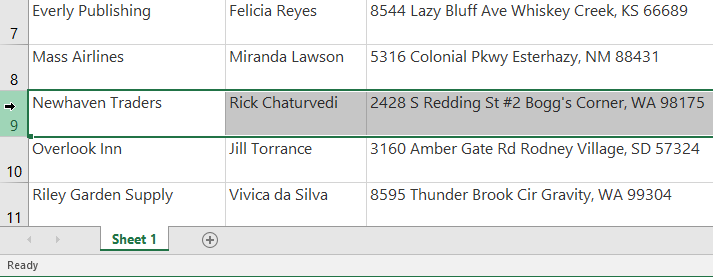 7 Everly Publishing Felicia Reyes 8544 Lazy Bluff Ave Whiskey Creek, KS 66689
8 Mass Airlines Miranda Lawson 5316 Colonial Pkwy Esterhazy, NM 88431
9 Newhaven Traders Rick Chaturvedi 2428 S Redding St #2 Bogg's Corner, WA 98175
10 Overlook Inn Jill Torrance 3160 Amber Gate Rd Rodney Village, SD 57324
11 Riley Garden Supply Vivica da Silva 8595 Thunder Brook Cir Gravity, WA 99304
Sheet 1
Ready